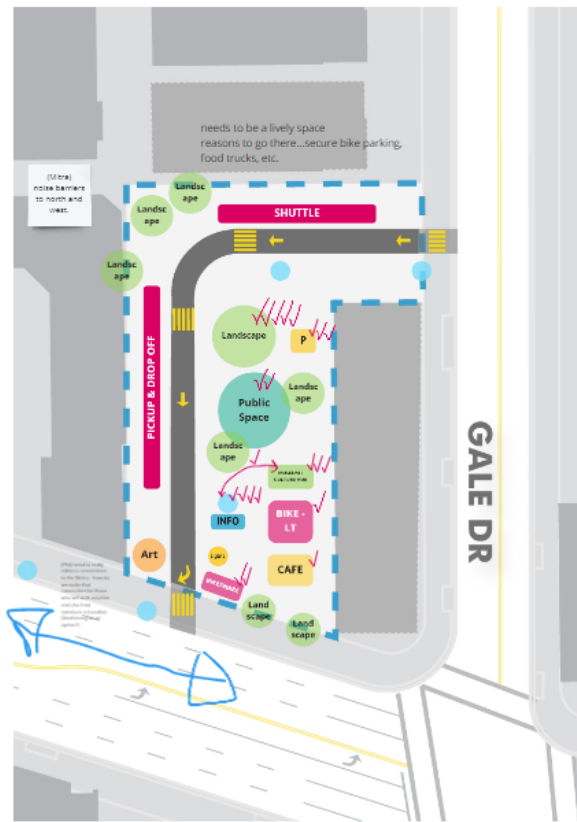 needs to be a lively space
reasons to go there...secure bike parking,
food trucks, etc.
(Mitra)
noise barriers
to north and
west.
Landsc
ape
Landsc
ape
SHUTTLE
Landsc
ape
PICKUP & DROP OFF
Landscape
P
Landsc
ape
Public
Space
Landsc
ape
CULTURE HUB
BIKE -
LT
INFO
Art
CAFE
Land
scape
Land
scape
GALE DR